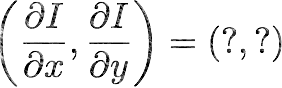 (∂I/∂x, ∂I/∂y) = (?, ?)